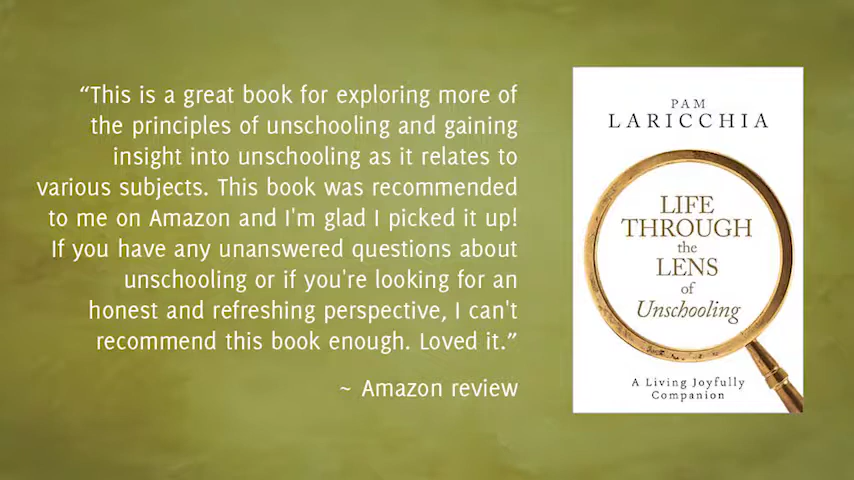 “This is a great book for exploring more of
the principles of unschooling and gaining
insight into unschooling as it relates to
various subjects. This book was recommended
to me on Amazon and I'm glad I picked it up!
If you have any unanswered questions about
unschooling or if you're looking for an
honest and refreshing perspective, I can't
recommend this book enough. Loved it.”
~ Amazon review
PAM
LARICCHIA
LIFE
THROUGH
the
LENS
of
Unschooling
A Living Joyfully
Companion